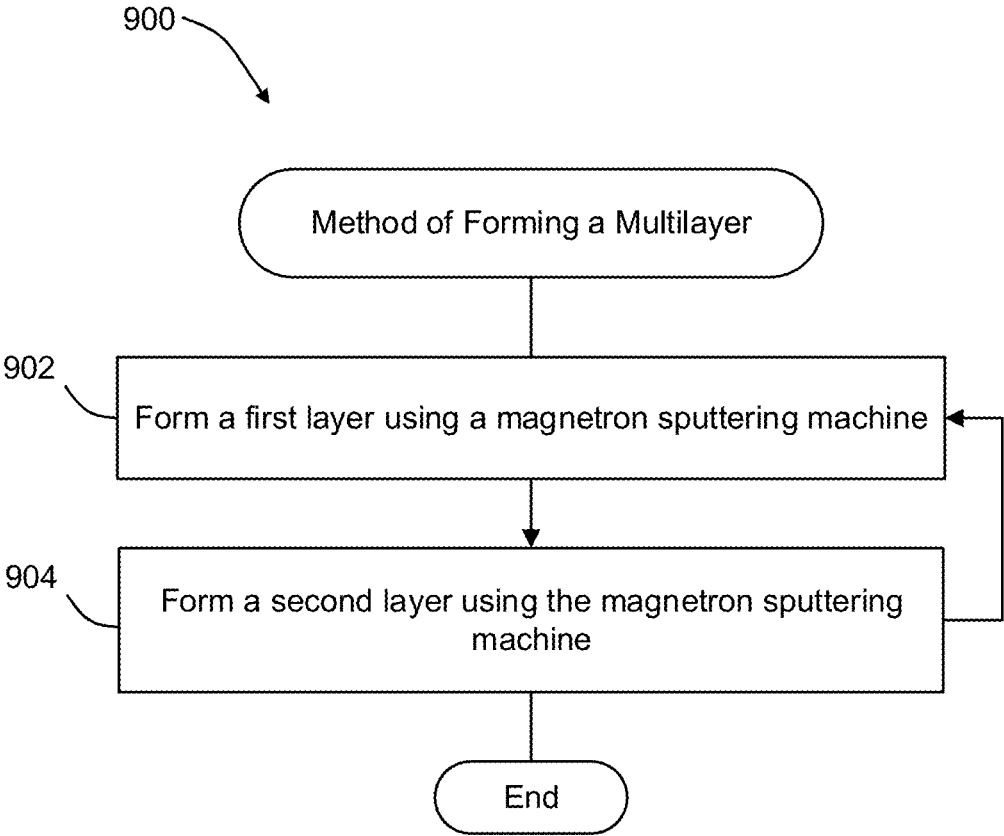 900
Method of Forming a Multilayer
902
Form a first layer using a magnetron sputtering machine
904
Form a second layer using the magnetron sputtering
machine
End